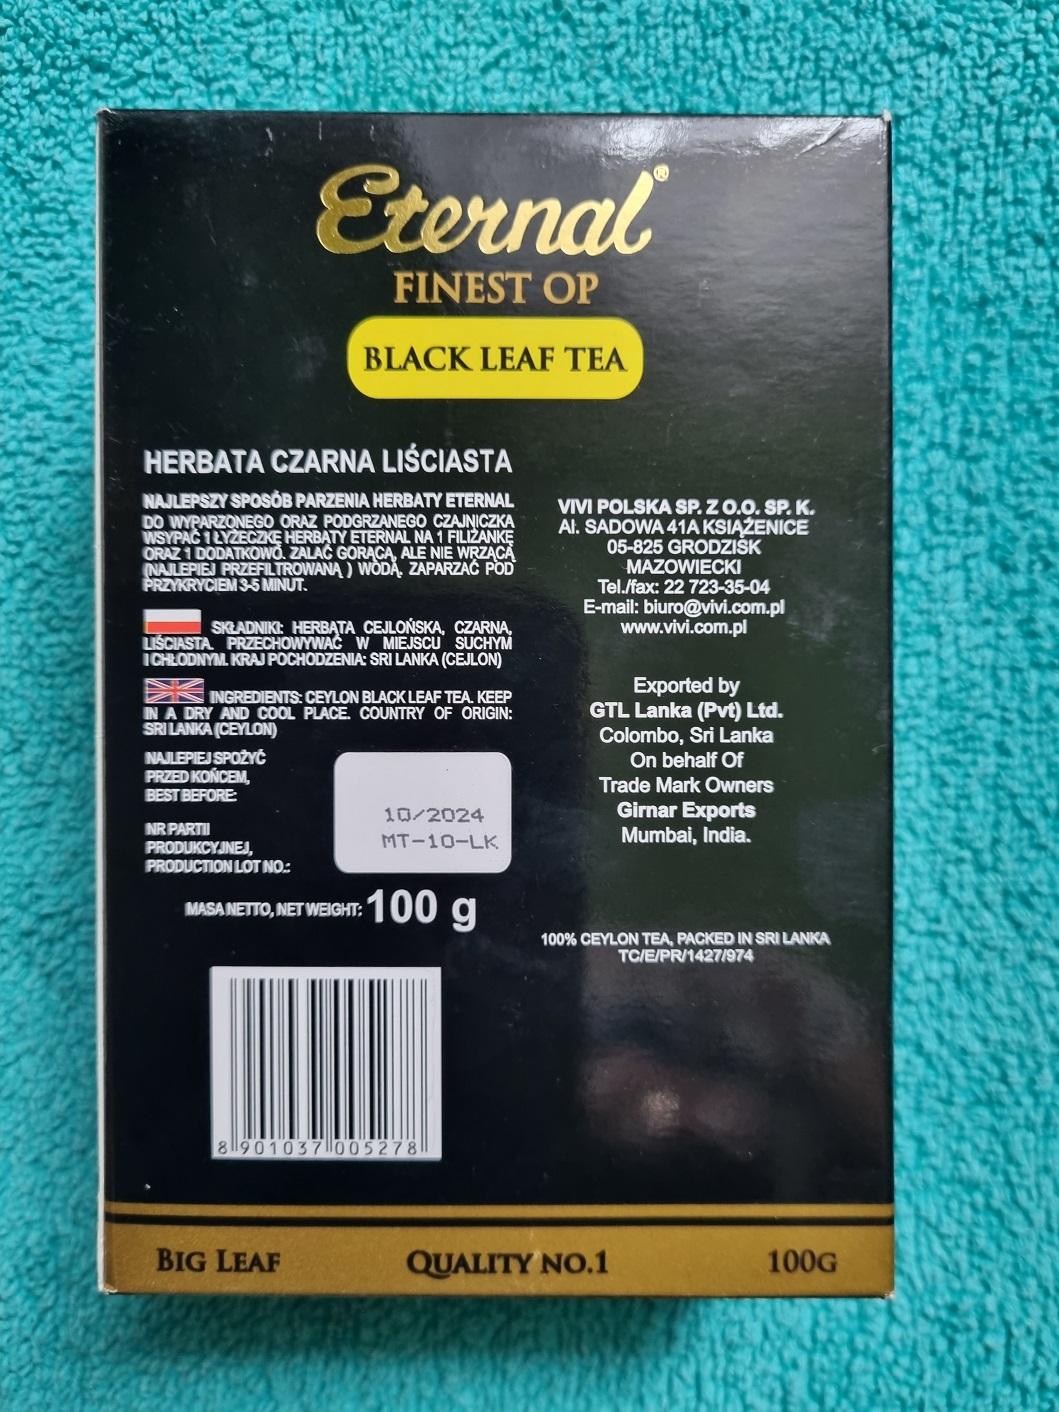 Eternal®
FINEST OP
BLACK LEAF TEA
HERBATA CZARNA LIŚCIASTA
NAJLEPSZY SPOSÓB PARZENIA HERBATY ETERNAL
DO WYPARZONEGO ORAZ PODGRZANEGO CZAJNICZKA
WSYPAĆ 1 ŁYŻECZKĘ HERBATY ETERNAL NA 1 FILIŻANKĘ
ORAZ 1 DODATKOWO. ZALAĆ GORĄCĄ, ALE NIE WRZĄCĄ
(NAJLEPIEJ PRZEFILTROWANĄ ) WODĄ. ZAPARZAĆ POD
PRZYKRYCIEM 3-5 MINUT.
SKŁADNIKI: HERBATA CEJLOŃSKA, CZARNA,
LIŚCIASTA. PRZECHOWYWAĆ W MIEJSCU SUCHYM
I CHŁODNYM. KRAJ POCHODZENIA: SRI LANKA (CEJLON)
INGREDIENTS: CEYLON BLACK LEAF TEA. KEEP
IN A DRY AND COOL PLACE. COUNTRY OF ORIGIN:
SRI LANKA (CEYLON)
NAJLEPIEJ SPOŻYĆ
PRZED KOŃCEM,
BEST BEFORE:
10/2024
MT-10-LK
NR PARTII
PRODUKCYJNEJ,
PRODUCTION LOT NO.:
MASA NETTO, NET WEIGHT: 100 g
8 901037 005278
VIVI POLSKA SP. Z O.O. SP. K.
Al. SADOWA 41A KSIĄŻENICE
05-825 GRODZISK
MAZOWIECKI
Tel./fax: 22 723-35-04
E-mail: biuro@vivi.com.pl
www.vivi.com.pl
Exported by
GTL Lanka (Pvt) Ltd.
Colombo, Sri Lanka
On behalf Of
Trade Mark Owners
Girnar Exports
Mumbai, India.
100% CEYLON TEA, PACKED IN SRI LANKA
TC/E/PR/1427/974
BIG LEAF QUALITY NO.1 100G